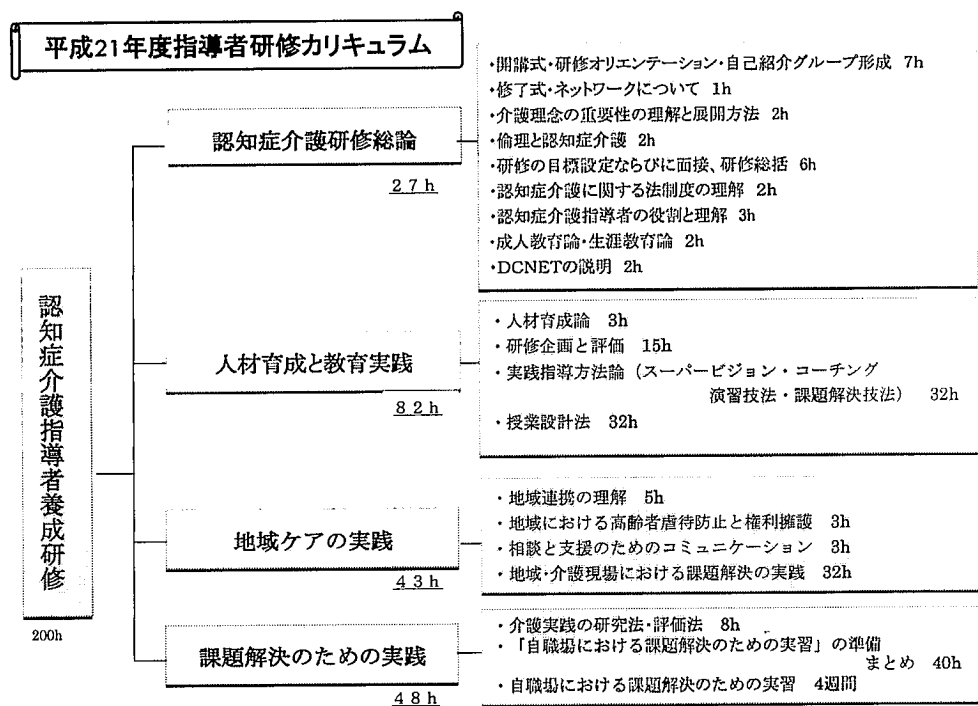 平成21年度指導者研修カリキュラム
認知症介護指導者養成研修
200h
認知症介護研修総論
27h
・開講式・研修オリエンテーション・自己紹介グループ形成 7h
・修了式・ネットワークについて 1h
・介護理念の重要性の理解と展開方法 2h
・倫理と認知症介護 2h
・研修の目標設定ならびに面接、研修総括 6h
・認知症介護に関する法制度の理解 2h
・認知症介護指導者の役割と理解 3h
・成人教育論・生涯教育論 2h
・DCNETの説明 2h
人材育成と教育実践
82h
・人材育成論 3h
・研修企画と評価 15h
・実践指導方法論（スーパービジョン・コーチング
演習技法・課題解決技法） 32h
・授業設計法 32h
地域ケアの実践
43h
・地域連携の理解 5h
・地域における高齢者虐待防止と権利擁護 3h
・相談と支援のためのコミュニケーション 3h
・地域・介護現場における課題解決の実践 32h
課題解決のための実践
48h
・介護実践の研究法・評価法 8h
・「自職場における課題解決のための実習」の準備
まとめ 40h
・自職場における課題解決のための実習 4週間